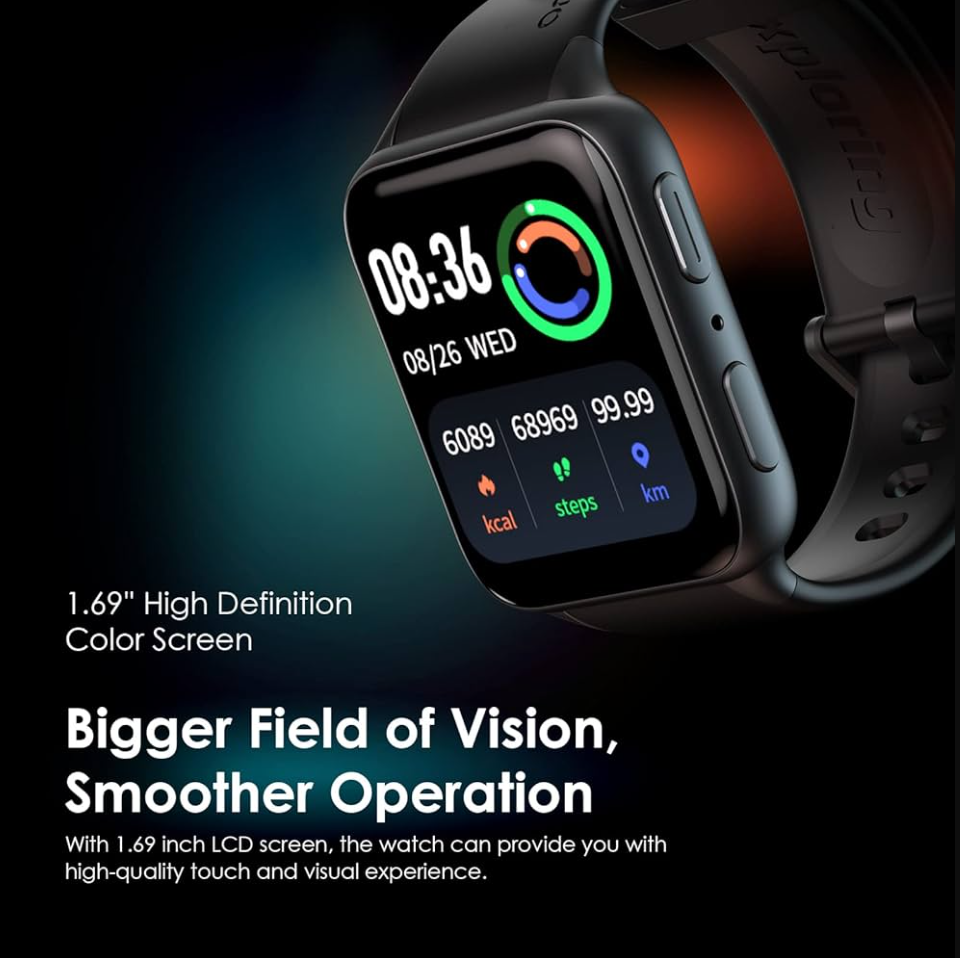 xploring
08:36
08/26 WED
6089 68969 99.99
kcal steps km
1.69" High Definition
Color Screen
Bigger Field of Vision,
Smoother Operation
With 1.69 inch LCD screen, the watch can provide you with
high-quality touch and visual experience.